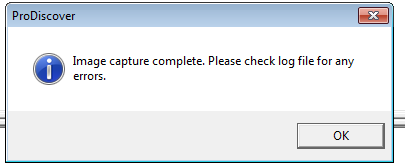 ProDiscover
Image capture complete. Please check log file for any
errors.
OK